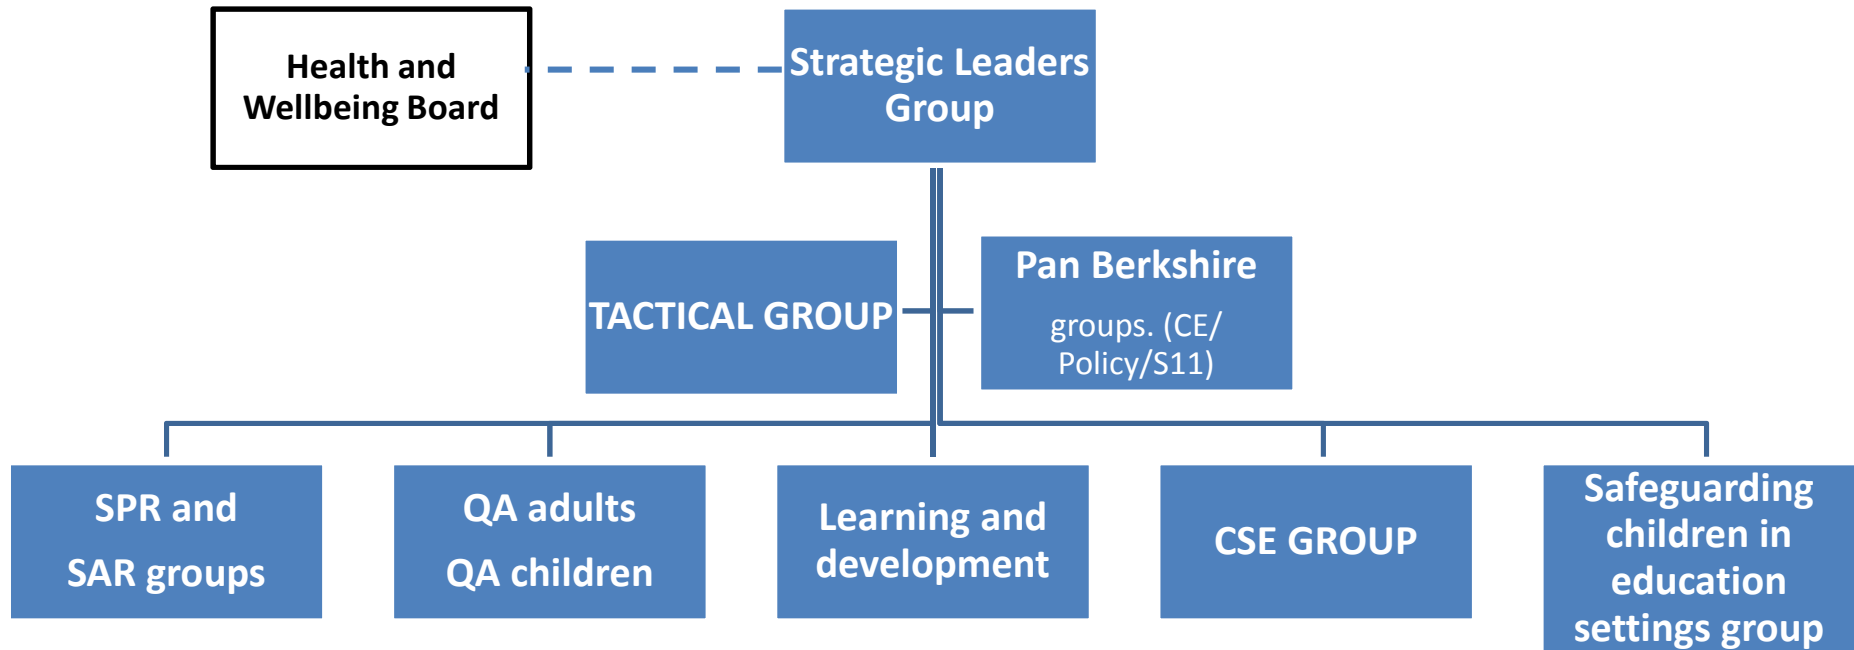 Health and
Wellbeing Board
Strategic Leaders
Group
TACTICAL GROUP
Pan Berkshire
groups. (CE/
Policy/S11)
SPR and
SAR groups
QA adults
QA children
Learning and
development
CSE GROUP
Safeguarding
children in
education
settings group